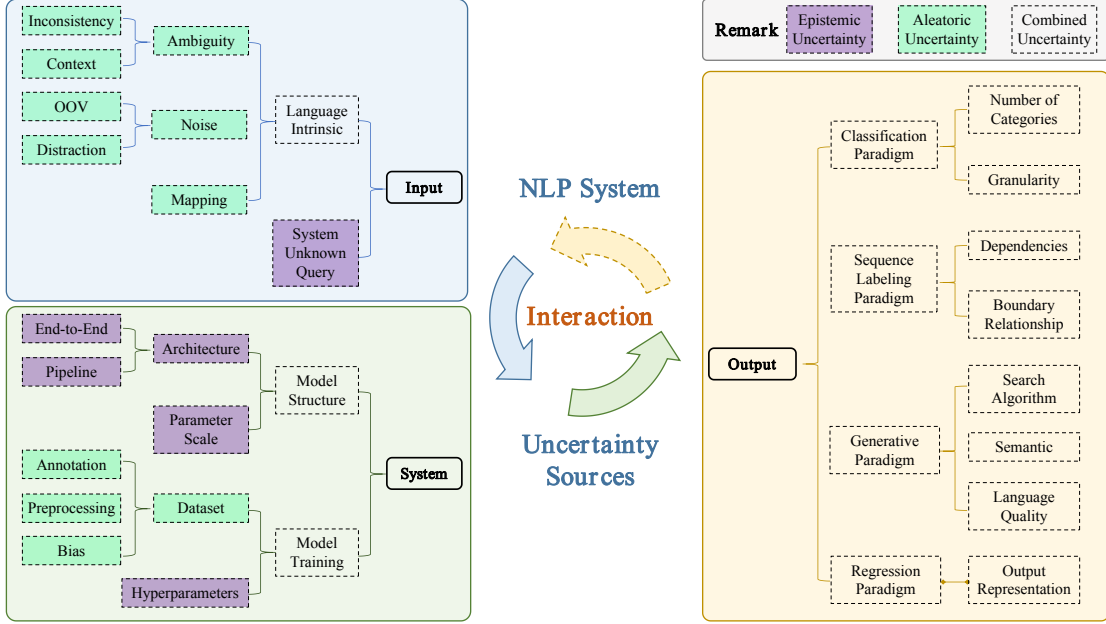 Inconsistency
Context
OOV
Distraction
Ambiguity
Noise
Mapping
Language
Intrinsic
System
Unknown
Query
Input
End-to-End
Pipeline
Architecture
Parameter
Scale
Model
Structure
Annotation
Preprocessing
Bias
Dataset
Hyperparameters
Model
Training
System
NLP System
Interaction
Uncertainty
Sources
Remark
Epistemic
Uncertainty
Aleatoric
Uncertainty
Combined
Uncertainty
Output
Classification
Paradigm
Number of
Categories
Granularity
Sequence
Labeling
Paradigm
Dependencies
Boundary
Relationship
Generative
Paradigm
Search
Algorithm
Semantic
Language
Quality
Regression
Paradigm
Output
Representation